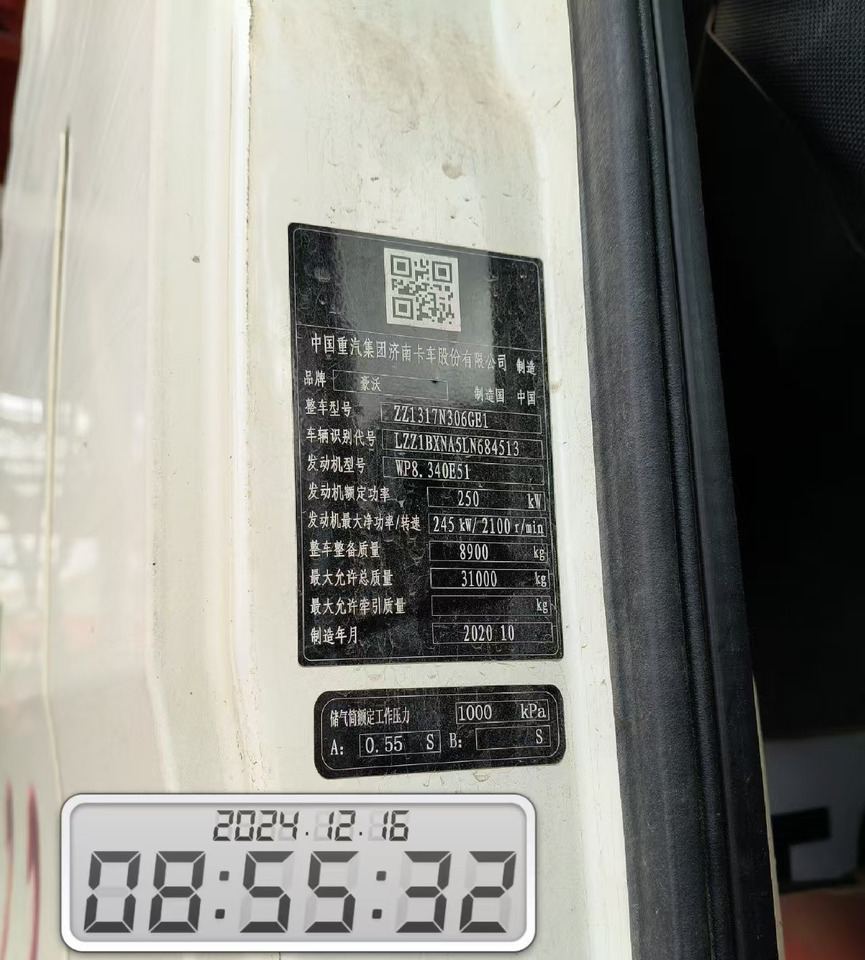 中国重汽集团济南卡车股份有限公司 制造
品牌 豪沃 制造国 中国
整车型号 ZZ1317N306GE1
车辆识别代号 LZZ1BXNA5LN684513
发动机型号 WP8.340E51
发动机额定功率 250 kW
发动机最大净功率/转速 245 kW/ 2100 r/min
整车整备质量 8900 kg
最大允许总质量 31000 kg
最大允许牵引质量 kg
制造年月 2020 10
储气筒额定工作压力 1000 kPa
A: 0.55 S B: S
2024.12.16
08:55:32